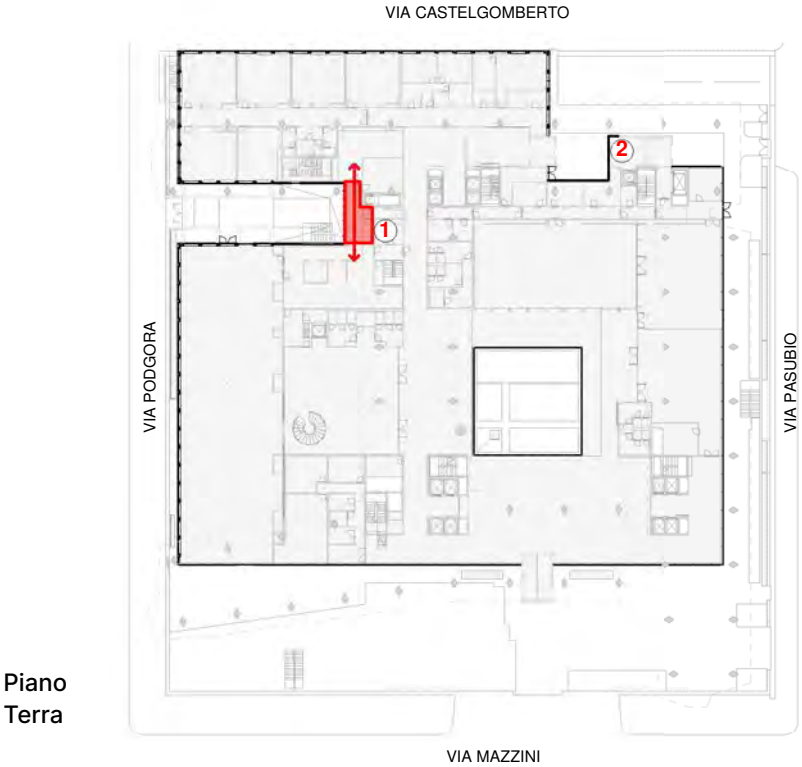 VIA CASTELGOMBERTO
2
1
VIA PODGORA
VIA PASUBIO
Piano
Terra
VIA MAZZINI